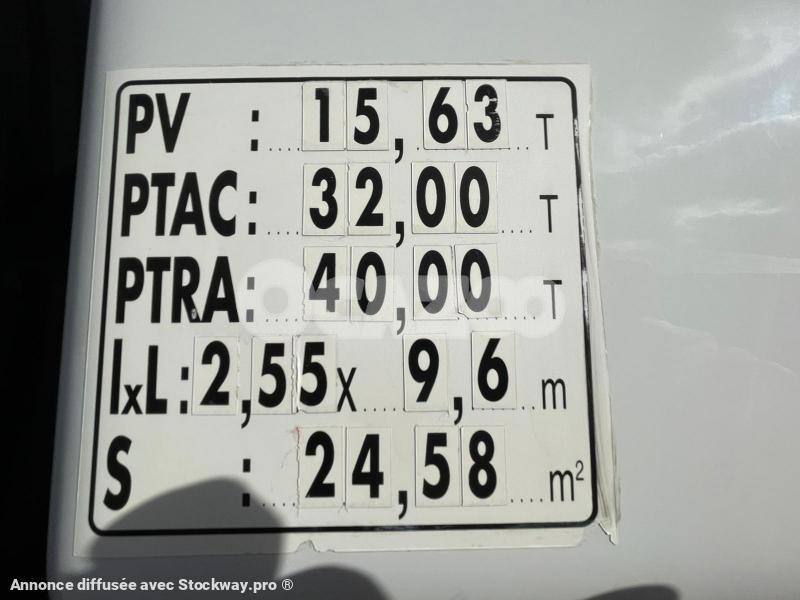 PV : 15,63 T
PTAC : 32,00 T
PTRA : 40,00 T
lxL : 2,55 x 9,6 m
S : 24,58 m²
Annonce diffusée avec Stockway.pro ®